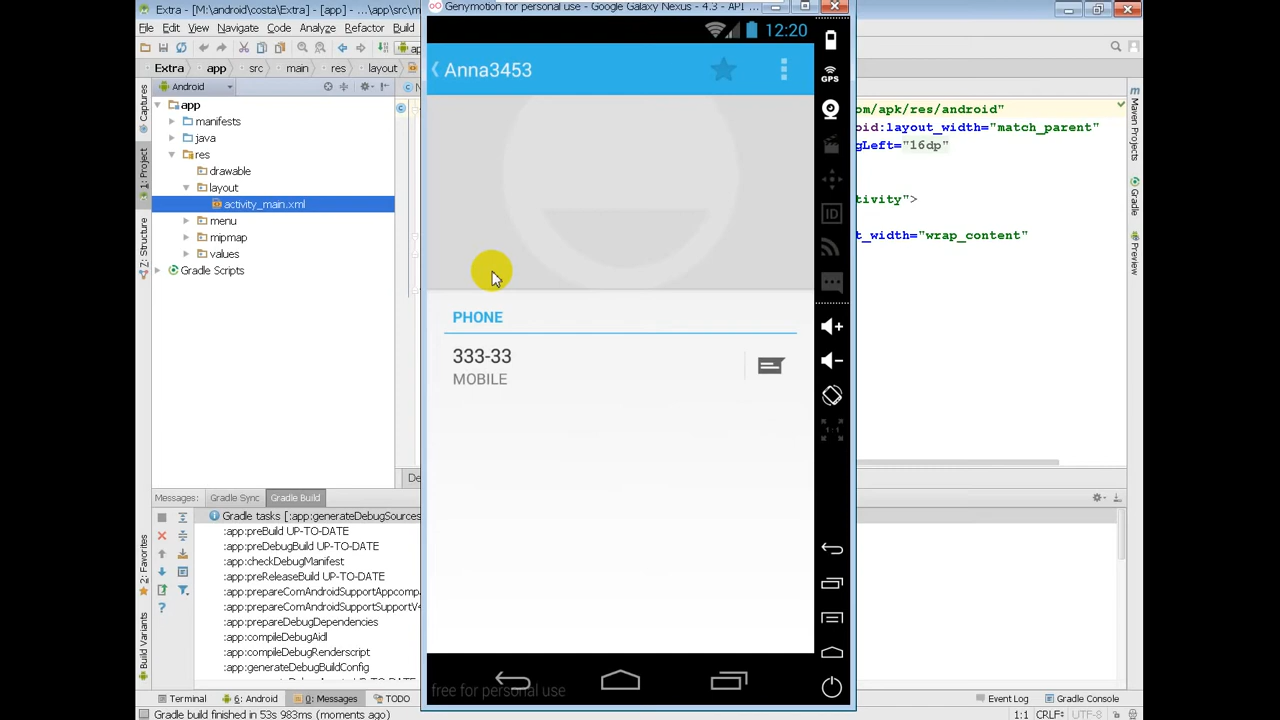 Extra - [M:\android\costa\Extra] - [app] - ...\app\src\m
Genymotion for personal use - Google Galaxy Nexus - 4.3 - API ...
File Edit View Navigate Code Analyze Refactor
12:20
Extra app src main res layout
Anna3453
Android
app
manifests
java
res
drawable
layout
activity_main.xml
menu
mipmap
values
Gradle Scripts
om/apk/res/android"
oid:layout_width="match_parent"
gLeft="16dp"
tivity">
t_width="wrap_content"
Captures
1: Project
Z: Structure
2: Favorites
Build Variants
GPS
ID
1:1
PHONE
333-33
MOBILE
Maven Projects
Gradle
Preview
De
Messages: Gradle Sync Gradle Build
Gradle tasks [:app:generateDebugSources
:app:preBuild UP-TO-DATE
:app:preDebugBuild UP-TO-DATE
:app:checkDebugManifest
:app:preReleaseBuild UP-TO-DATE
:app:prepareComAndroidSupportAppcomp
:app:prepareComAndroidSupportSupportV4
:app:prepareDebugDependencies
:app:compileDebugAidl
:app:compileDebugRenderscript
:app:generateDebugBuildConfig
free for personal use
Terminal 6: Android 0: Messages TODO
Event Log Gradle Console
Gradle build finished in 53s
983ms (moments ago)
1:1 CRLF÷ UTF-8 ÷